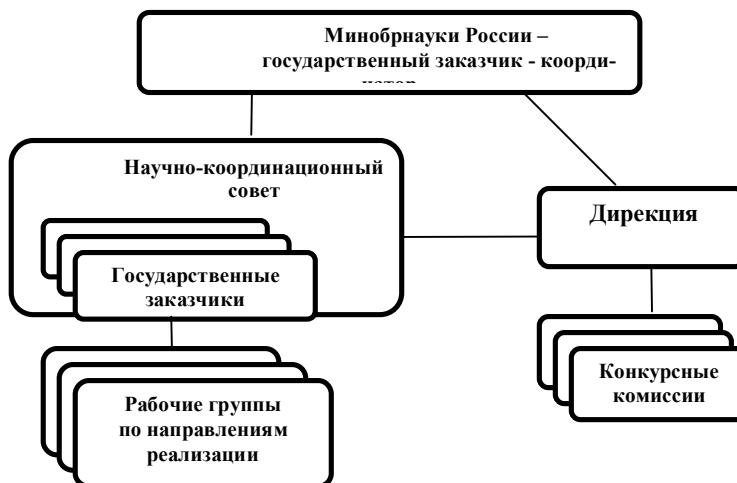 Минобрнауки России –
государственный заказчик - коорди-
Научно-координационный
совет
Государственные
заказчики
Рабочие группы
по направлениям
реализации
Дирекция
Конкурсные
комиссии